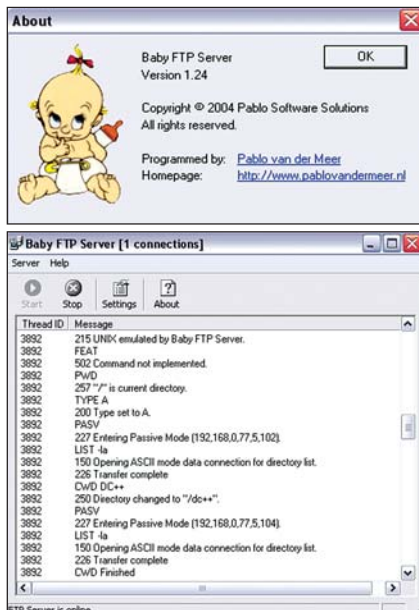 About
Baby FTP Server
OK
Version 1.24
Copyright © 2004 Pablo Software Solutions
All rights reserved.
Programmed by: Pablo van der Meer
Homepage: http://www.pablovandermeer.nl
Baby FTP Server [1 connections]
Server Help
Start Stop Settings About
Thread ID Message
3892 215 UNIX emulated by Baby FTP Server.
3892 FEAT
3892 502 Command not implemented.
3892 PWD
3892 257 "/" is current directory.
3892 TYPE A
3892 200 Type set to A.
3892 PASV
3892 227 Entering Passive Mode (192,168,0,77,5,102).
3892 LIST -la
3892 150 Opening ASCII mode data connection for directory list.
3892 226 Transfer complete
3892 CWD DC++
3892 250 Directory changed to "/dc++".
3892 PASV
3892 227 Entering Passive Mode (192,168,0,77,5,104).
3892 LIST -la
3892 150 Opening ASCII mode data connection for directory list.
3892 226 Transfer complete
3892 CWD Finished
FTP Server is online